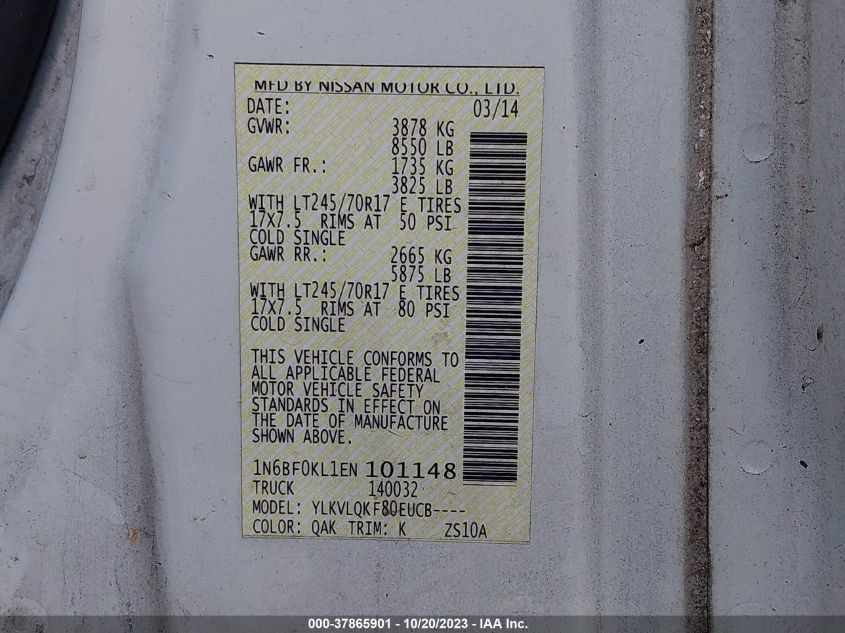 MFD BY NISSAN MOTOR CO., LTD.
DATE: 03/14
GVWR: 3878 KG
8550 LB
GAWR FR.: 1735 KG
3825 LB
WITH LT245/70R17 E TIRES
17X7.5 RIMS AT 50 PSI
COLD SINGLE
GAWR RR.: 2665 KG
5875 LB
WITH LT245/70R17 E TIRES
17X7.5 RIMS AT 80 PSI
COLD SINGLE
THIS VEHICLE CONFORMS TO
ALL APPLICABLE FEDERAL
MOTOR VEHICLE SAFETY
STANDARDS IN EFFECT ON
THE DATE OF MANUFACTURE
SHOWN ABOVE.
1N6BF0KL1EN 101148
TRUCK 140032
MODEL: YLKVLQKF80EUCB----
COLOR: QAK TRIM: K ZS10A
000-37865901 - 10/20/2023 - IAA Inc.